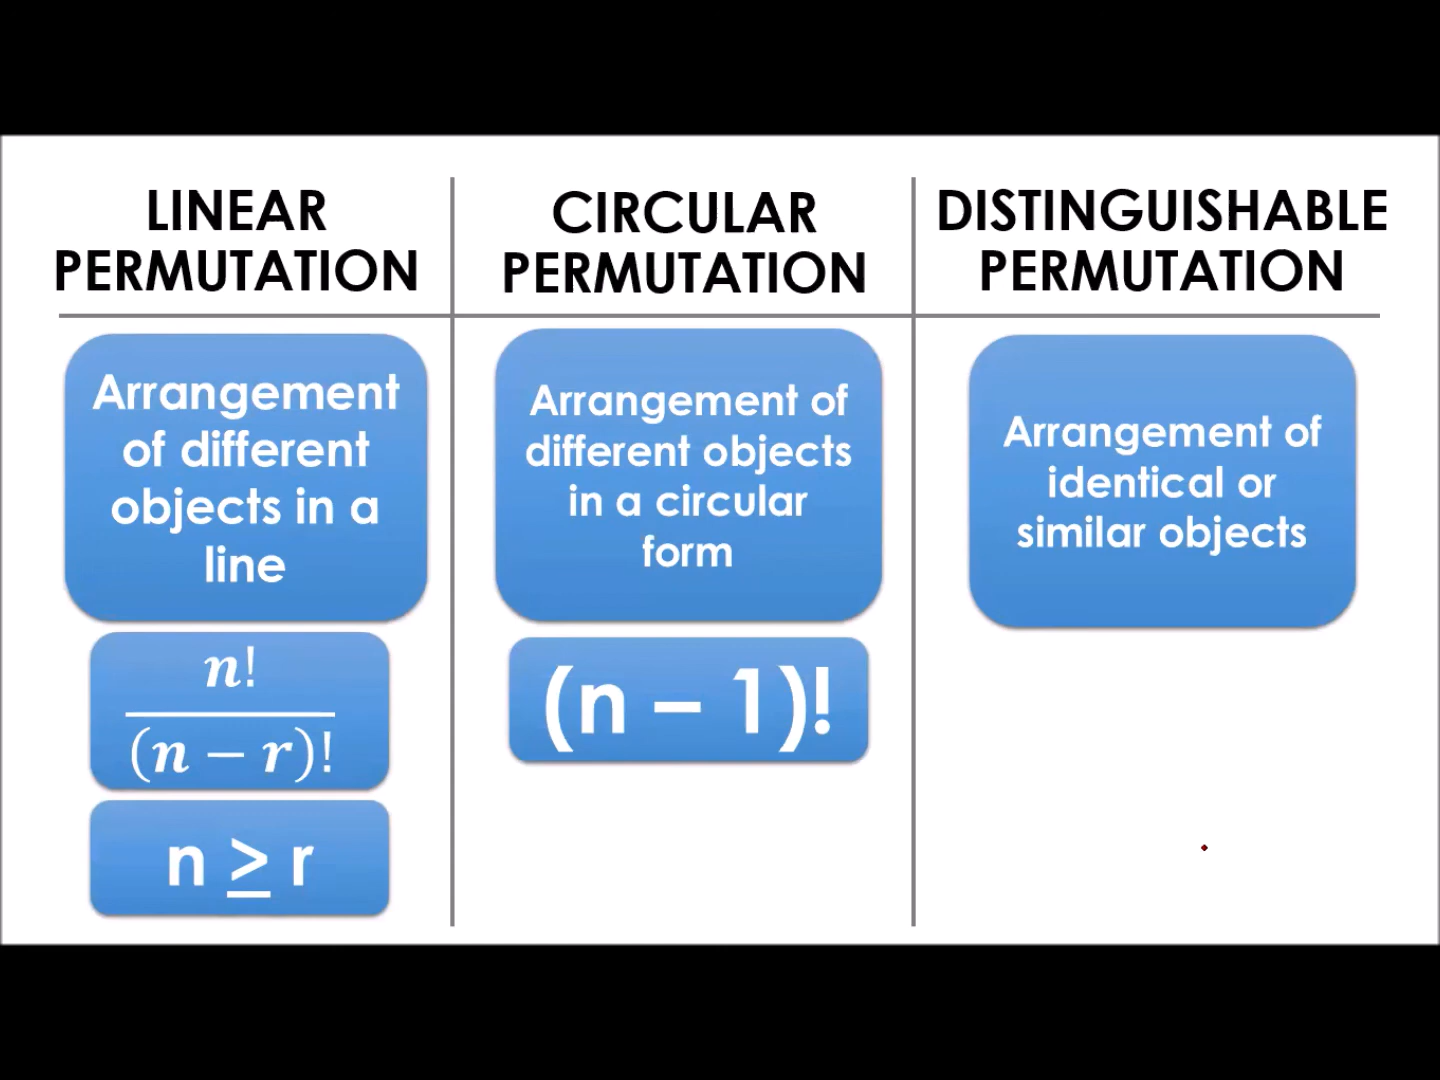 LINEAR
PERMUTATION
Arrangement
of different
objects in a
line
n!
(n − r)!
n ≥ r
CIRCULAR
PERMUTATION
Arrangement of
different objects
in a circular
form
(n – 1)!
DISTINGUISHABLE
PERMUTATION
Arrangement of
identical or
similar objects